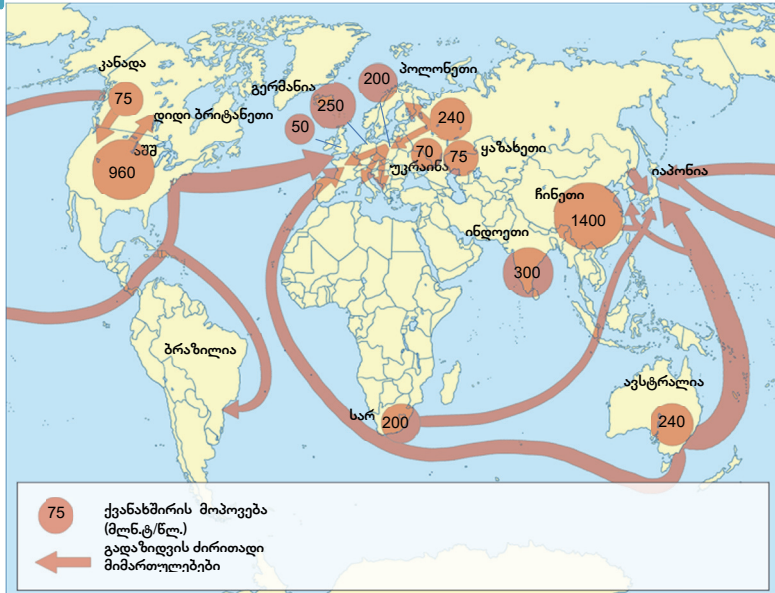 კანადა
75
დიდი ბრიტანეთი
აშშ
960
გერმანია
200
პოლონეთი
250
50
240
70
75
ყაზახეთი
უკრაინა
იაპონია
ჩინეთი
1400
ინდოეთი
300
ბრაზილია
სარ
200
ავსტრალია
240
75
ქვანახშირის მოპოვება
(მლნ.ტ/წლ.)
გადაზიდვის ძირითადი
მიმართულებები